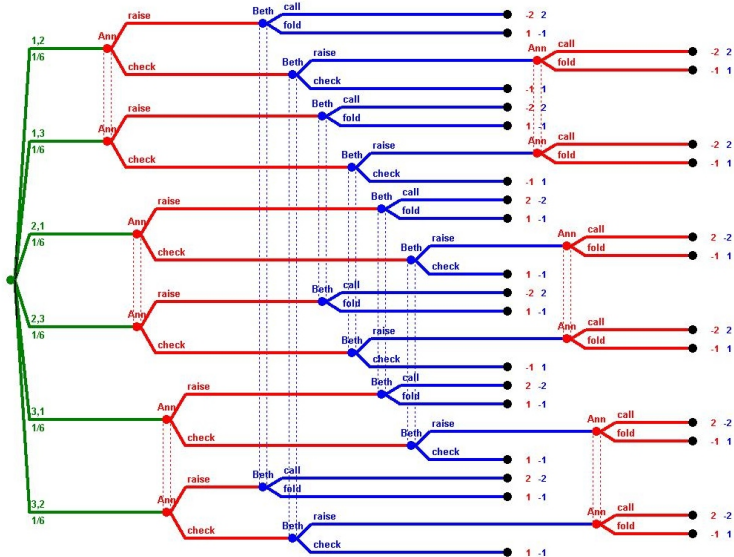 call -2 2
Beth
raise fold 1 -1
1,2 Ann raise Ann call -2 2
1/6 Beth fold -1 1
check check -1 1
call -2 2
Beth
raise fold 1 -1
1,3 Ann raise Ann call -2 2
1/6 Beth fold -1 1
check check -1 1
call 2 -2
Beth
raise fold 1 -1
2,1 Ann raise Ann call 2 -2
1/6 Beth fold -1 1
check check 1 -1
call -2 2
Beth
raise fold 1 -1
2,3 Ann raise Ann call -2 2
1/6 Beth fold -1 1
check check -1 1
call 2 -2
Beth
raise fold 1 -1
3,1 Ann raise Ann call 2 -2
1/6 Beth fold -1 1
check check 1 -1
call 2 -2
Beth
raise fold 1 -1
3,2 Ann raise Ann call 2 -2
1/6 Beth fold -1 1
check check 1 -1